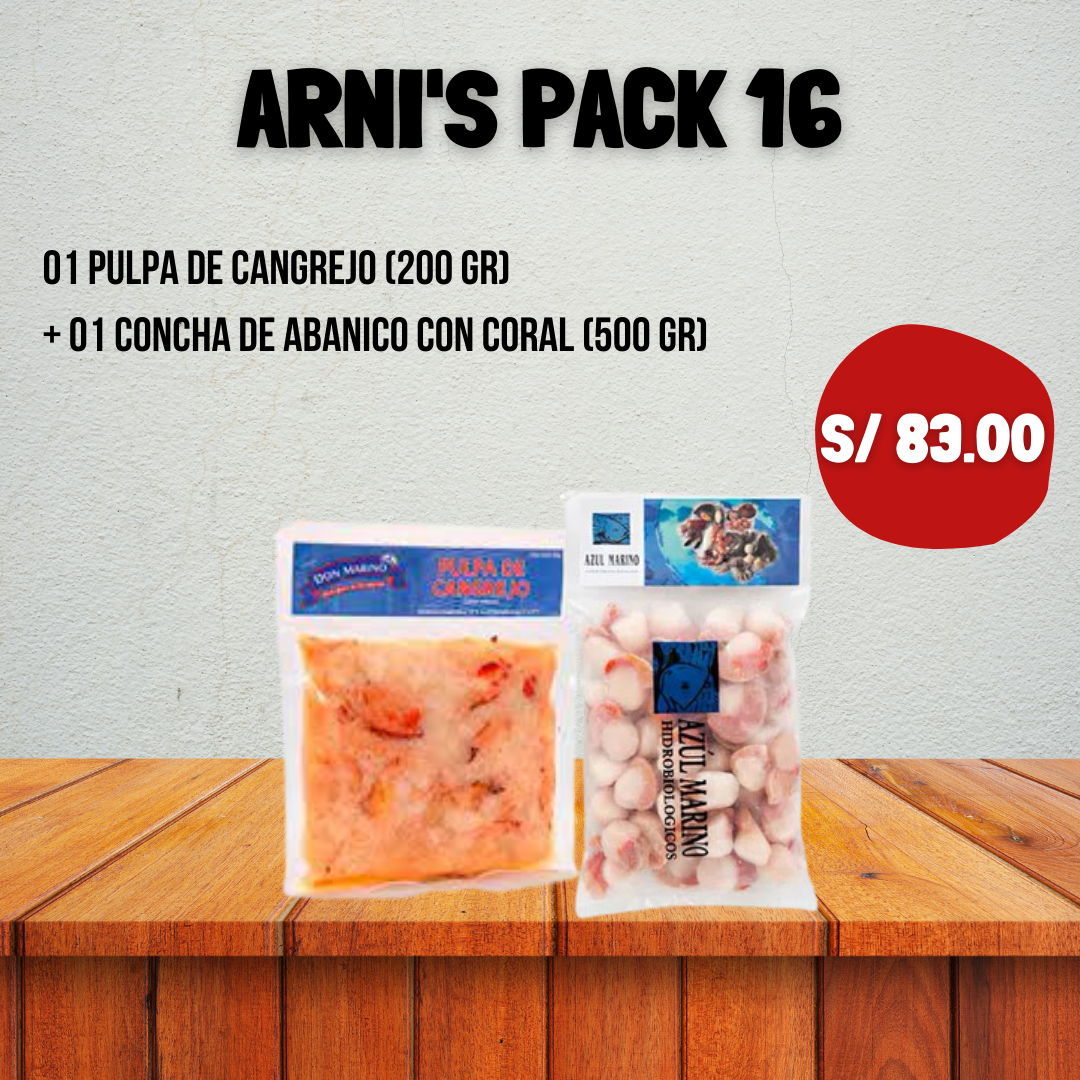 ARNI'S PACK 16
01 PULPA DE CANGREJO (200 GR)
+ 01 CONCHA DE ABANICO CON CORAL (500 GR)
S/ 83.00
DON MARINO
PULPA DE
CANGREJO
AZUL MARINO
AZÚL MARINO
HIDROBIOLOGICOS